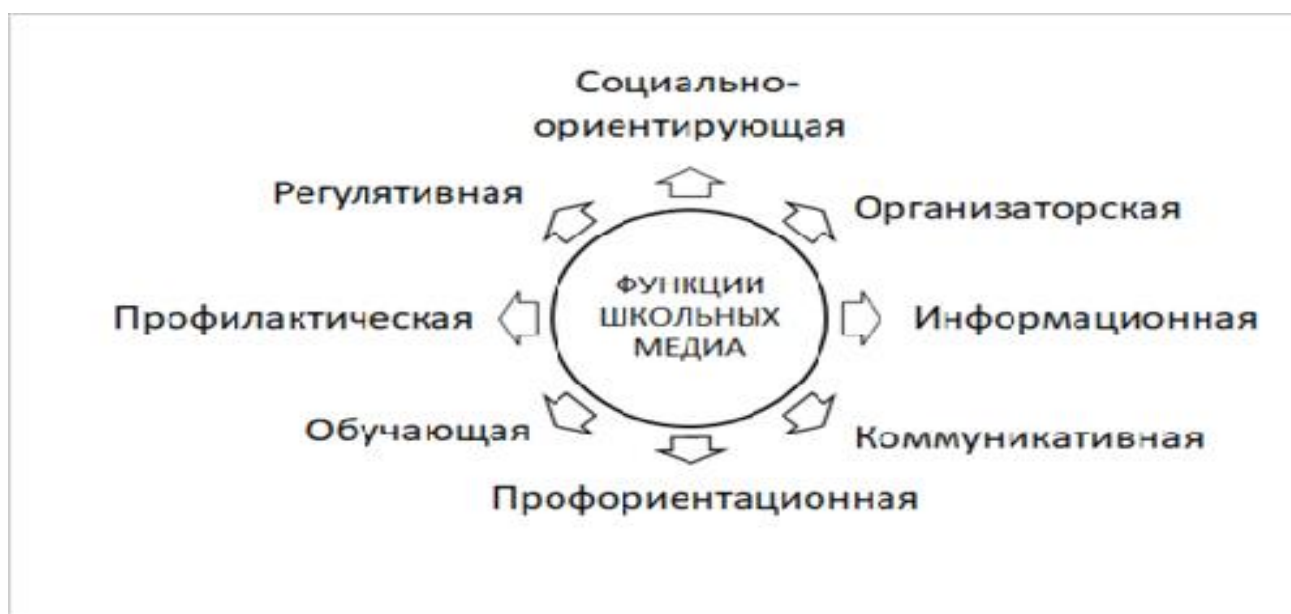 Социально-
ориентирующая
Регулятивная
Организаторская
ФУНКЦИИ
ШКОЛЬНЫХ
МЕДИА
Профилактическая
Информационная
Обучающая
Коммуникативная
Профориентационная